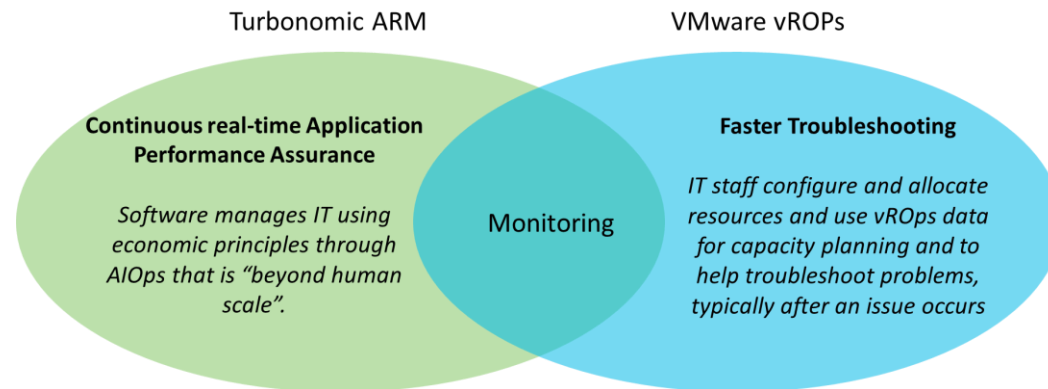 Turbonomic ARM
VMware vROPs
Continuous real-time Application
Performance Assurance
Software manages IT using
economic principles through
AIOps that is “beyond human
scale”.
Monitoring
Faster Troubleshooting
IT staff configure and allocate
resources and use vROps data
for capacity planning and to
help troubleshoot problems,
typically after an issue occurs